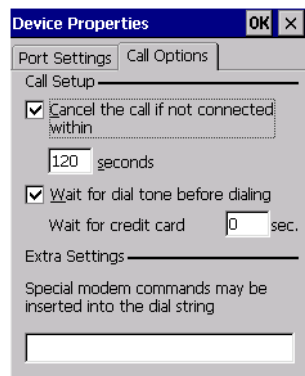 Device Properties OK ×
Port Settings Call Options
Call Setup
Cancel the call if not connected
within
120 seconds
Wait for dial tone before dialing
Wait for credit card 0 sec.
Extra Settings
Special modem commands may be
inserted into the dial string